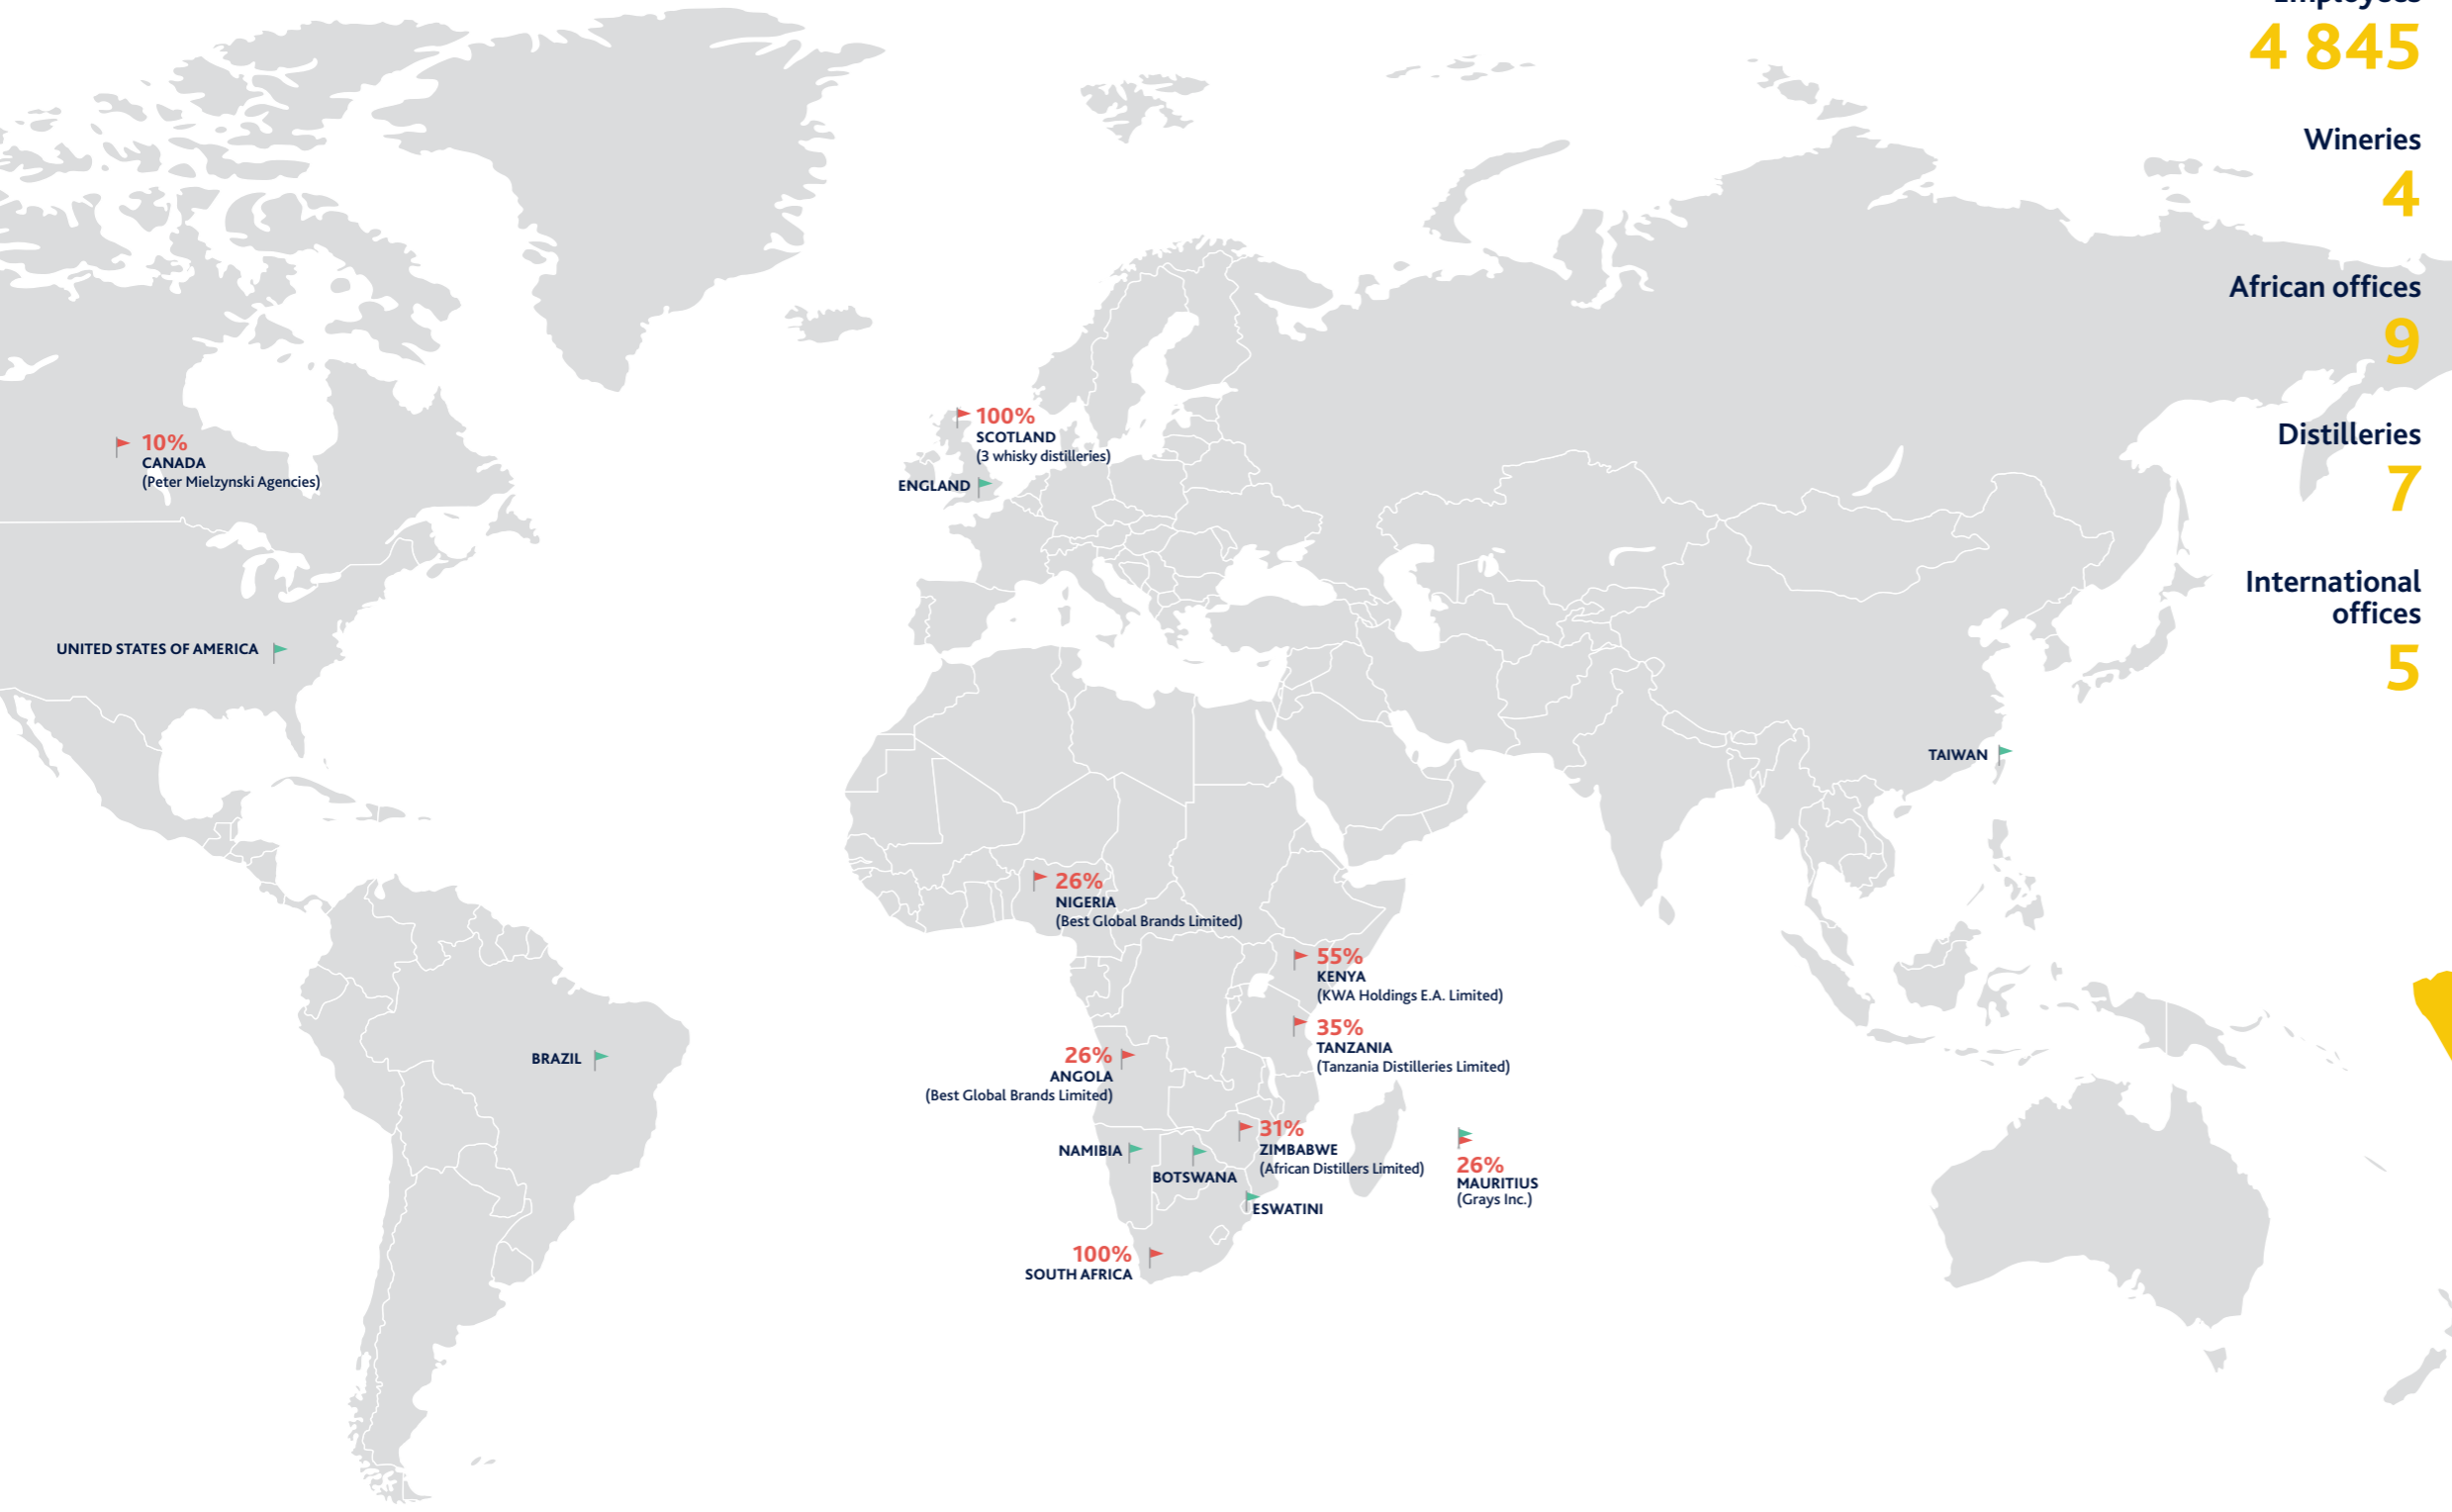 4 845
Wineries
4
African offices
9
Distilleries
7
International
offices
5
100%
SCOTLAND
(3 whisky distilleries)
10%
CANADA
(Peter Mielzynski Agencies)
ENGLAND
UNITED STATES OF AMERICA
TAIWAN
26%
NIGERIA
(Best Global Brands Limited)
55%
KENYA
(KWA Holdings E.A. Limited)
35%
TANZANIA
(Tanzania Distilleries Limited)
BRAZIL
26%
ANGOLA
(Best Global Brands Limited)
31%
ZIMBABWE
(African Distillers Limited)
NAMIBIA
BOTSWANA
26%
MAURITIUS
(Grays Inc.)
ESWATINI
100%
SOUTH AFRICA